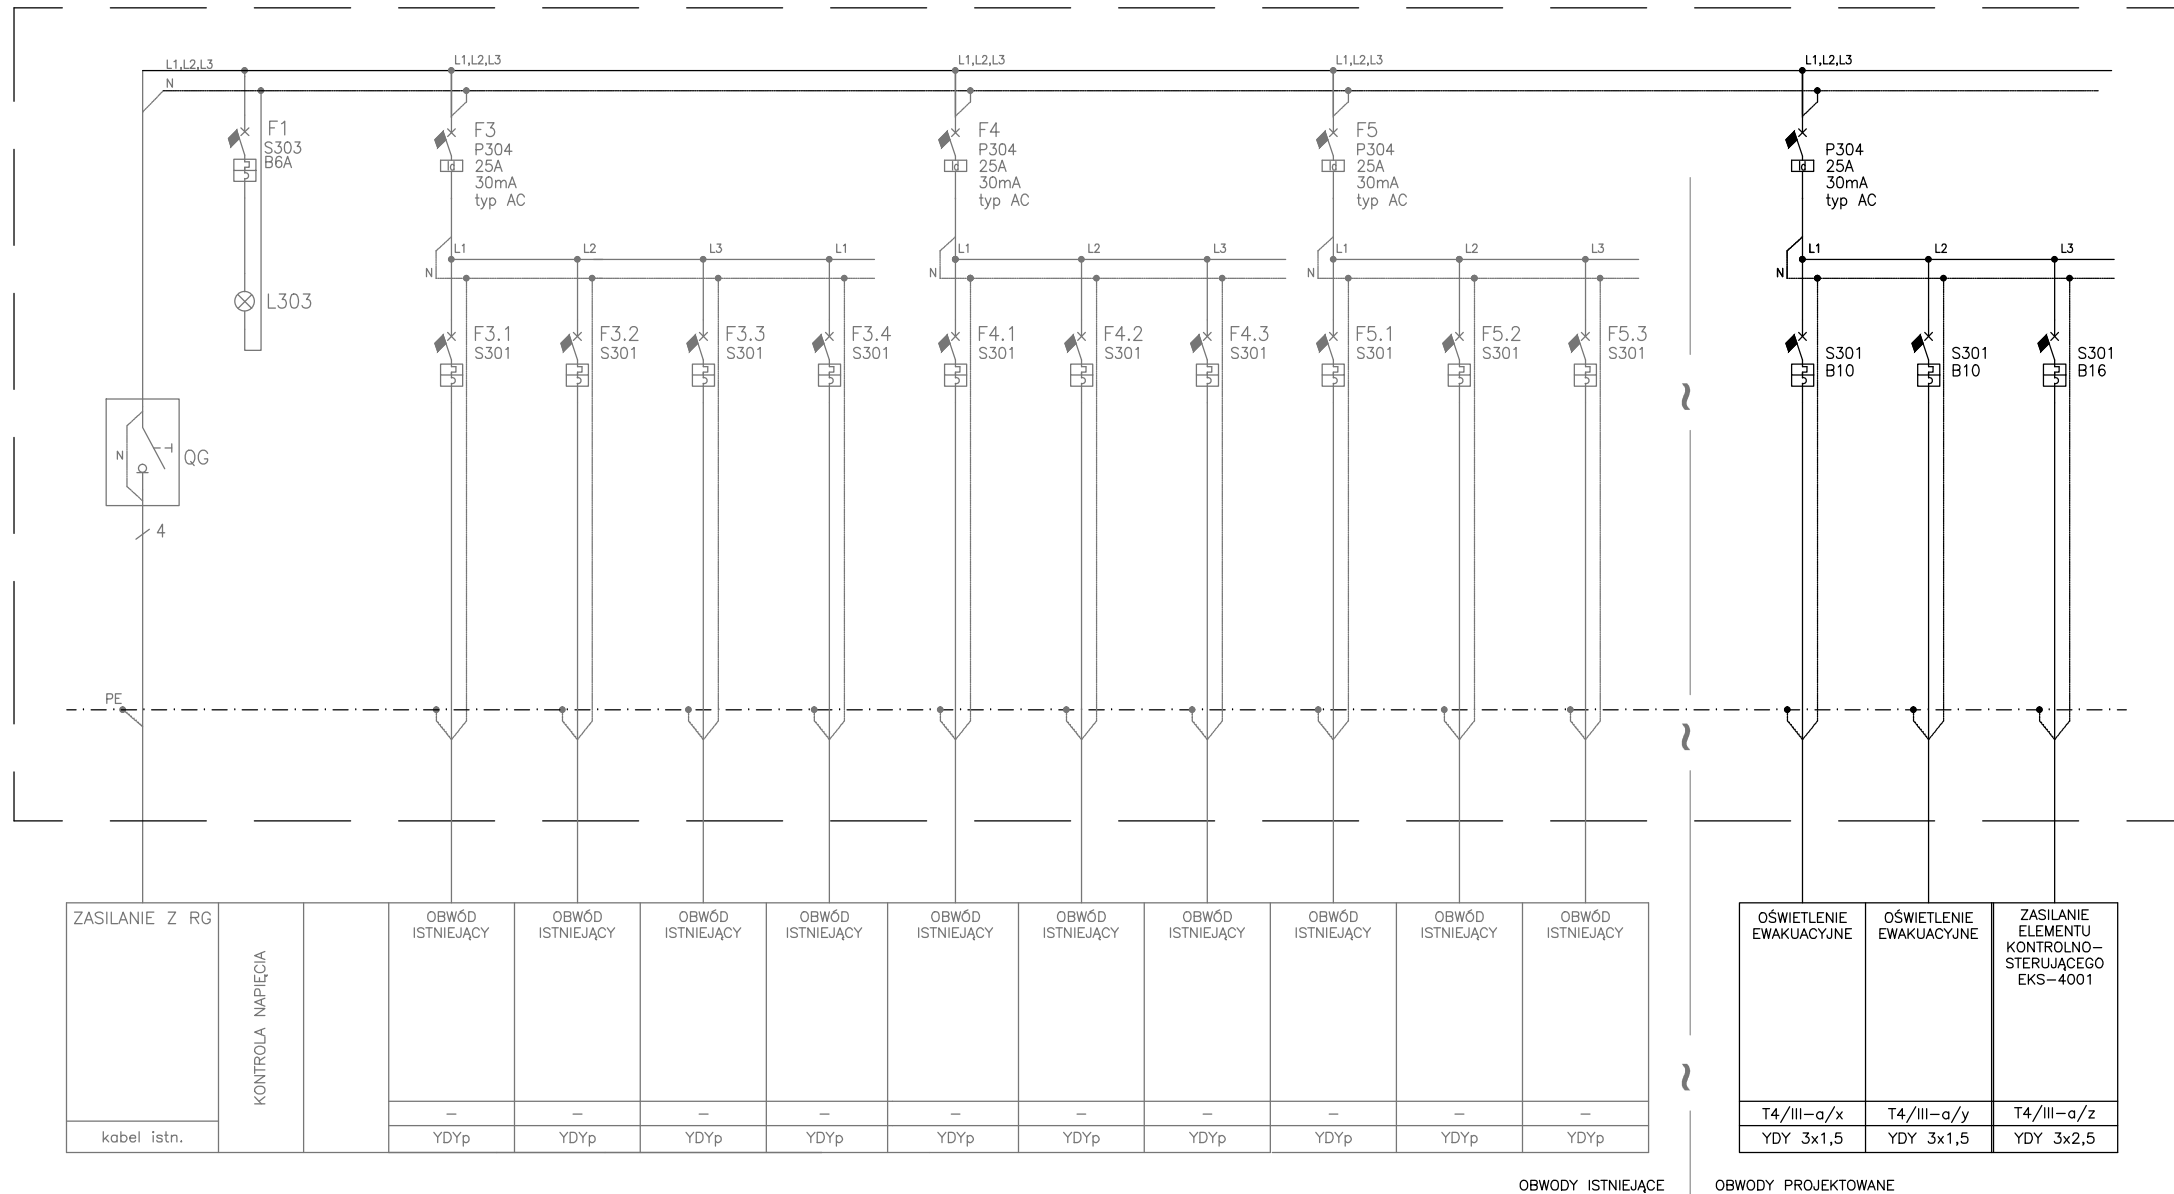 L1,L2,L3
N
L1,L2,L3
L1,L2,L3
L1,L2,L3
L1,L2,L3
F1
S303
B6A
F3
P304
25A
30mA
typ AC
F4
P304
25A
30mA
typ AC
F5
P304
25A
30mA
typ AC
P304
25A
30mA
typ AC
L1
L2
L3
L1
N
L1
L2
L3
N
L1
L2
L3
N
L1
L2
L3
N
L303
F3.1
S301
F3.2
S301
F3.3
S301
F3.4
S301
F4.1
S301
F4.2
S301
F4.3
S301
F5.1
S301
F5.2
S301
F5.3
S301
S301
B10
S301
B10
S301
B16
N
QG
4
PE
ZASILANIE Z RG
kabel istn.
KONTROLA NAPIĘCIA
OBWÓD
ISTNIEJĄCY
–
YDYp
OBWÓD
ISTNIEJĄCY
–
YDYp
OBWÓD
ISTNIEJĄCY
–
YDYp
OBWÓD
ISTNIEJĄCY
–
YDYp
OBWÓD
ISTNIEJĄCY
–
YDYp
OBWÓD
ISTNIEJĄCY
–
YDYp
OBWÓD
ISTNIEJĄCY
–
YDYp
OBWÓD
ISTNIEJĄCY
–
YDYp
OBWÓD
ISTNIEJĄCY
–
YDYp
OBWÓD
ISTNIEJĄCY
–
YDYp
OŚWIETLENIE
EWAKUACYJNE
T4/III–a/x
YDY 3x1,5
OŚWIETLENIE
EWAKUACYJNE
T4/III–a/y
YDY 3x1,5
ZASILANIE
ELEMENTU
KONTROLNO–
STERUJĄCEGO
EKS–4001
T4/III–a/z
YDY 3x2,5
OBWODY ISTNIEJĄCE
OBWODY PROJEKTOWANE